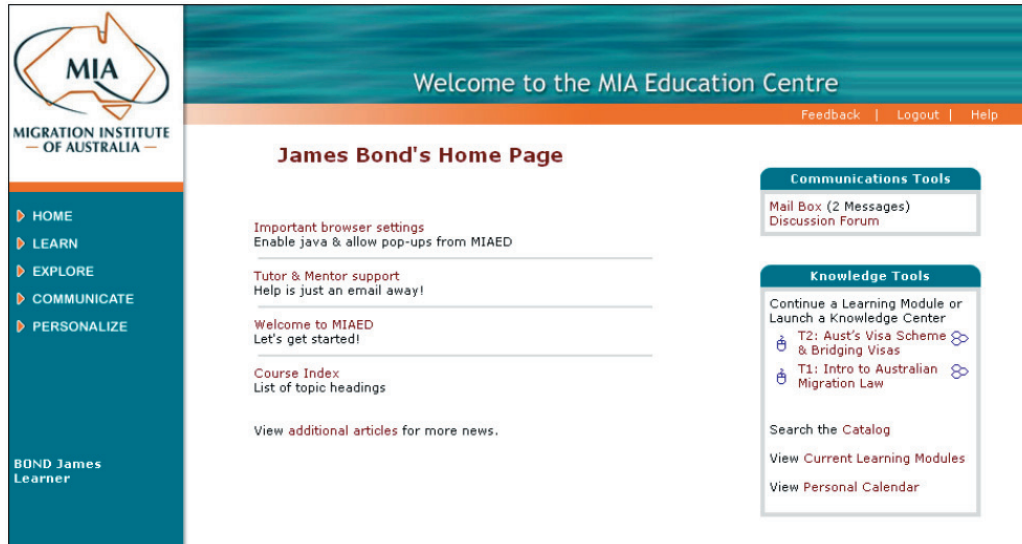 MIA
MIGRATION INSTITUTE
— OF AUSTRALIA —
Welcome to the MIA Education Centre
Feedback | Logout | Help
HOME
LEARN
EXPLORE
COMMUNICATE
PERSONALIZE
BOND James
Learner
James Bond's Home Page
Important browser settings
Enable java & allow pop-ups from MIAED
Tutor & Mentor support
Help is just an email away!
Welcome to MIAED
Let's get started!
Course Index
List of topic headings
View additional articles for more news.
Communications Tools
Mail Box (2 Messages)
Discussion Forum
Knowledge Tools
Continue a Learning Module or
Launch a Knowledge Center
T2: Aust's Visa Scheme
& Bridging Visas
T1: Intro to Australian
Migration Law
Search the Catalog
View Current Learning Modules
View Personal Calendar